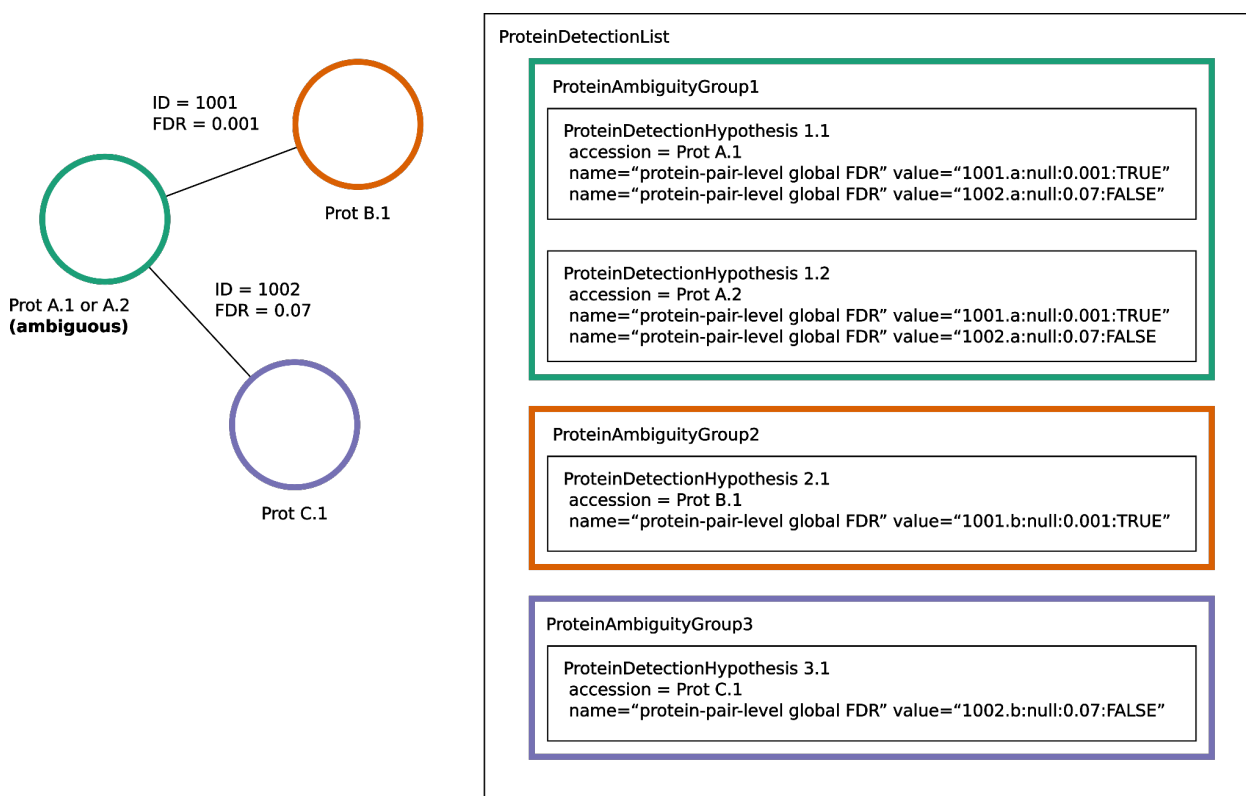 ID = 1001
FDR = 0.001
Prot B.1
Prot A.1 or A.2
(ambiguous)
ID = 1002
FDR = 0.07
Prot C.1
ProteinDetectionList
ProteinAmbiguityGroup1
ProteinDetectionHypothesis 1.1
accession = Prot A.1
name=“protein-pair-level global FDR” value=“1001.a:null:0.001:TRUE”
name=“protein-pair-level global FDR” value=“1002.a:null:0.07:FALSE”
ProteinDetectionHypothesis 1.2
accession = Prot A.2
name=“protein-pair-level global FDR” value=“1001.a:null:0.001:TRUE”
name=“protein-pair-level global FDR” value=“1002.a:null:0.07:FALSE
ProteinAmbiguityGroup2
ProteinDetectionHypothesis 2.1
accession = Prot B.1
name=“protein-pair-level global FDR” value=“1001.b:null:0.001:TRUE”
ProteinAmbiguityGroup3
ProteinDetectionHypothesis 3.1
accession = Prot C.1
name=“protein-pair-level global FDR” value=“1002.b:null:0.07:FALSE”